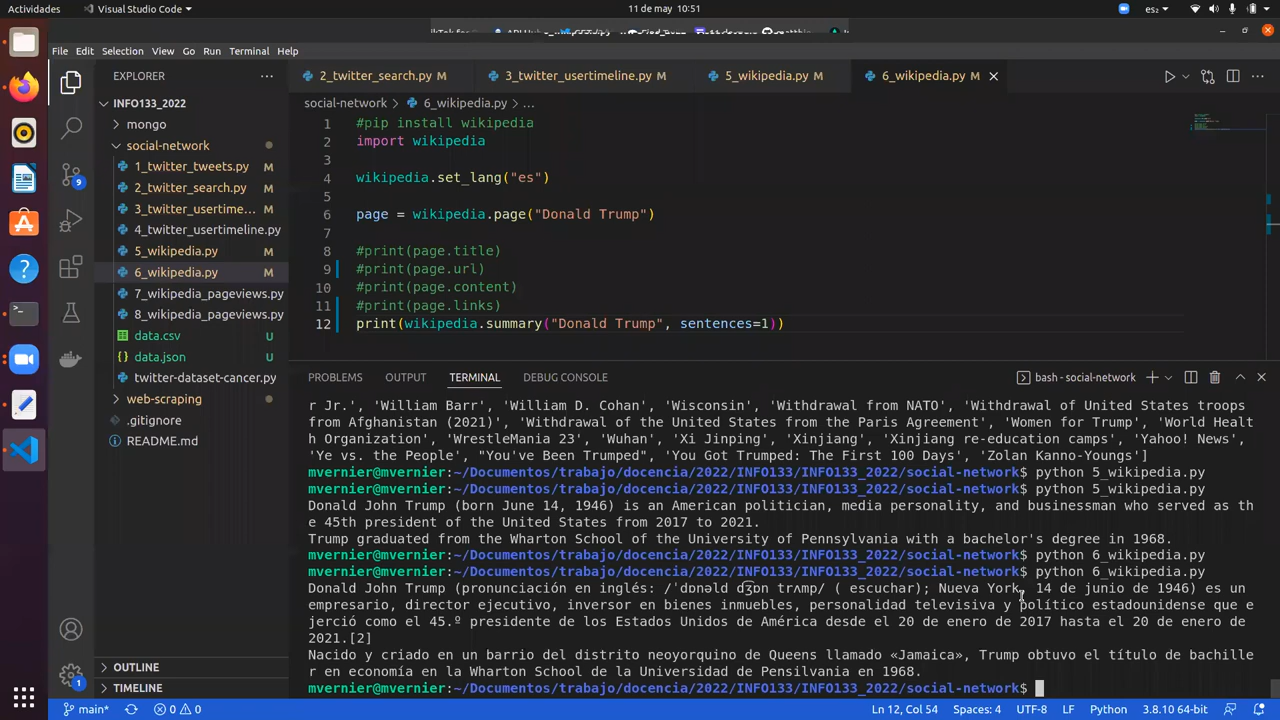 Actividades
Visual Studio Code
11 de may 10:51
es₂
File Edit Selection View Go Run Terminal Help
EXPLORER
2_twitter_search.py M
3_twitter_usertimeline.py M
5_wikipedia.py M
6_wikipedia.py M
INFO133_2022
mongo
social-network
1_twitter_tweets.py M
2_twitter_search.py M
3_twitter_usertime... M
4_twitter_usertimeline.py
5_wikipedia.py M
6_wikipedia.py M
7_wikipedia_pageviews.py
8_wikipedia_pageviews.py
data.csv U
data.json U
twitter-dataset-cancer.py
web-scraping
.gitignore
README.md
OUTLINE
TIMELINE
9
1
social-network > 6_wikipedia.py > ...
1 #pip install wikipedia
2 import wikipedia
3
4 wikipedia.set_lang("es")
5
6 page = wikipedia.page("Donald Trump")
7
8 #print(page.title)
9 #print(page.url)
10 #print(page.content)
11 #print(page.links)
12 print(wikipedia.summary("Donald Trump", sentences=1))
PROBLEMS OUTPUT TERMINAL DEBUG CONSOLE
bash - social-network
r Jr.', 'William Barr', 'William D. Cohan', 'Wisconsin', 'Withdrawal from NATO', 'Withdrawal of United States troops
from Afghanistan (2021)', 'Withdrawal of the United States from the Paris Agreement', 'Women for Trump', 'World Healt
h Organization', 'WrestleMania 23', 'Wuhan', 'Xi Jinping', 'Xinjiang', 'Xinjiang re-education camps', 'Yahoo! News',
'Ye vs. the People', "You've Been Trumped", 'You Got Trumped: The First 100 Days', 'Zolan Kanno-Youngs']
mvernier@mvernier:~/Documentos/trabajo/docencia/2022/INFO133/INFO133_2022/social-network$ python 5_wikipedia.py
mvernier@mvernier:~/Documentos/trabajo/docencia/2022/INFO133/INFO133_2022/social-network$ python 5_wikipedia.py
Donald John Trump (born June 14, 1946) is an American politician, media personality, and businessman who served as th
e 45th president of the United States from 2017 to 2021.
Trump graduated from the Wharton School of the University of Pennsylvania with a bachelor's degree in 1968.
mvernier@mvernier:~/Documentos/trabajo/docencia/2022/INFO133/INFO133_2022/social-network$ python 6_wikipedia.py
mvernier@mvernier:~/Documentos/trabajo/docencia/2022/INFO133/INFO133_2022/social-network$ python 6_wikipedia.py
Donald John Trump (pronunciación en inglés: /ˈdɒnəld d͡ʒɒn trʌmp/ ( escuchar); Nueva York, 14 de junio de 1946) es un
empresario, director ejecutivo, inversor en bienes inmuebles, personalidad televisiva y político estadounidense que e
jerció como el 45.º presidente de los Estados Unidos de América desde el 20 de enero de 2017 hasta el 20 de enero de
2021.[2]
Nacido y criado en un barrio del distrito neoyorquino de Queens llamado «Jamaica», Trump obtuvo el título de bachille
r en economía en la Wharton School de la Universidad de Pensilvania en 1968.
mvernier@mvernier:~/Documentos/trabajo/docencia/2022/INFO133/INFO133_2022/social-network$
main* 0 0
Ln 12, Col 54 Spaces: 4 UTF-8 LF Python 3.8.10 64-bit